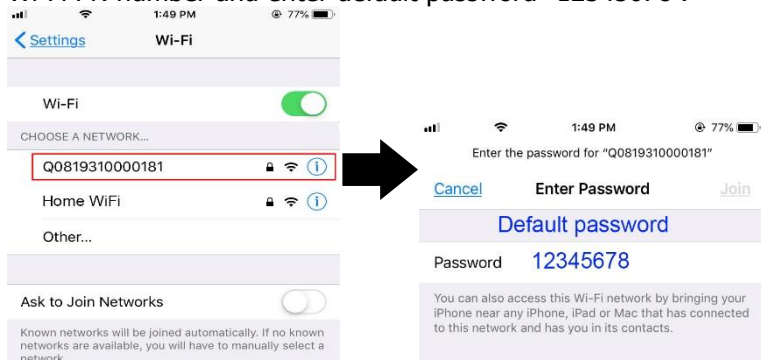 1:49 PM 77%
Settings Wi-Fi
Wi-Fi
CHOOSE A NETWORK...
Q0819310000181
Home WiFi
Other...
Ask to Join Networks
Known networks will be joined automatically. If no known
networks are available, you will have to manually select a
network.
1:49 PM 77%
Enter the password for “Q0819310000181”
Cancel Enter Password Join
Default password
Password 12345678
You can also access this Wi-Fi network by bringing your
iPhone near any iPhone, iPad or Mac that has connected
to this network and has you in its contacts.